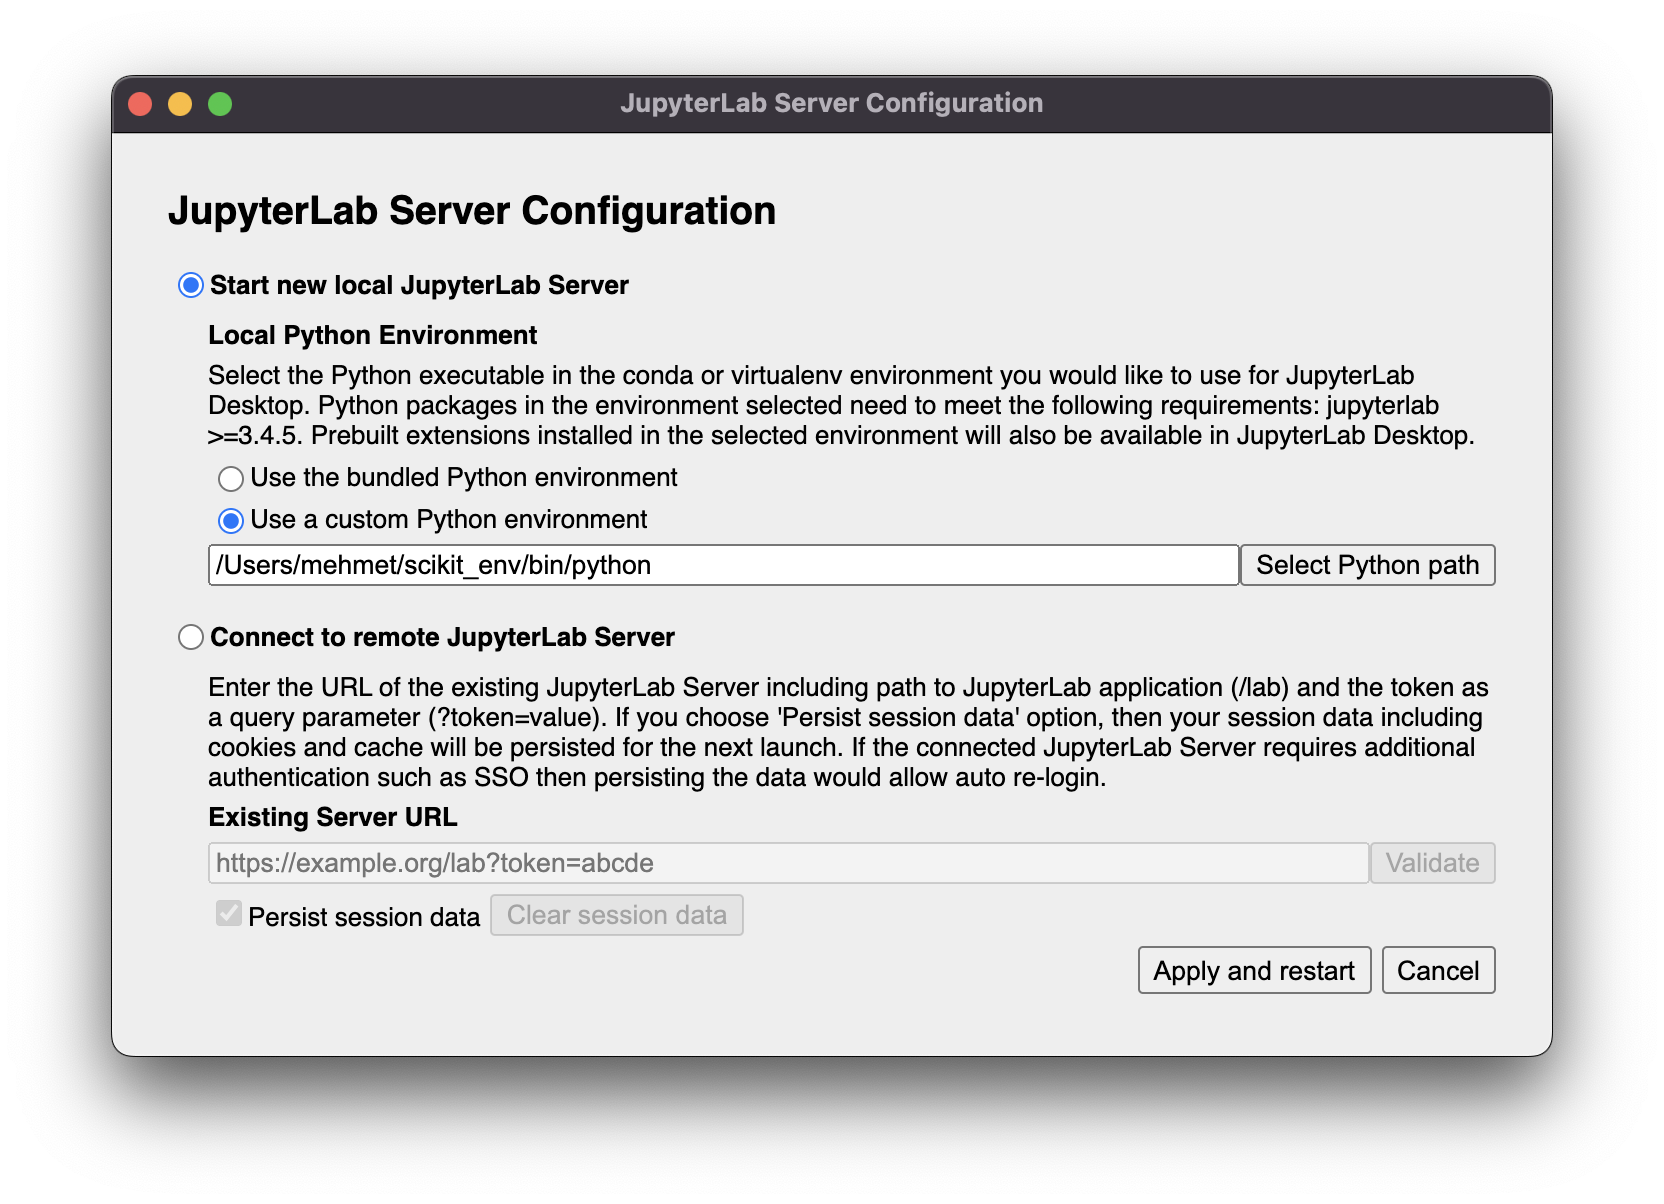 JupyterLab Server Configuration
JupyterLab Server Configuration
Start new local JupyterLab Server
Local Python Environment
Select the Python executable in the conda or virtualenv environment you would like to use for JupyterLab
Desktop. Python packages in the environment selected need to meet the following requirements: jupyterlab
>=3.4.5. Prebuilt extensions installed in the selected environment will also be available in JupyterLab Desktop.
Use the bundled Python environment
Use a custom Python environment
/Users/mehmet/scikit_env/bin/python Select Python path
Connect to remote JupyterLab Server
Enter the URL of the existing JupyterLab Server including path to JupyterLab application (/lab) and the token as
a query parameter (?token=value). If you choose 'Persist session data' option, then your session data including
cookies and cache will be persisted for the next launch. If the connected JupyterLab Server requires additional
authentication such as SSO then persisting the data would allow auto re-login.
Existing Server URL
https://example.org/lab?token=abcde Validate
Persist session data Clear session data
Apply and restart Cancel